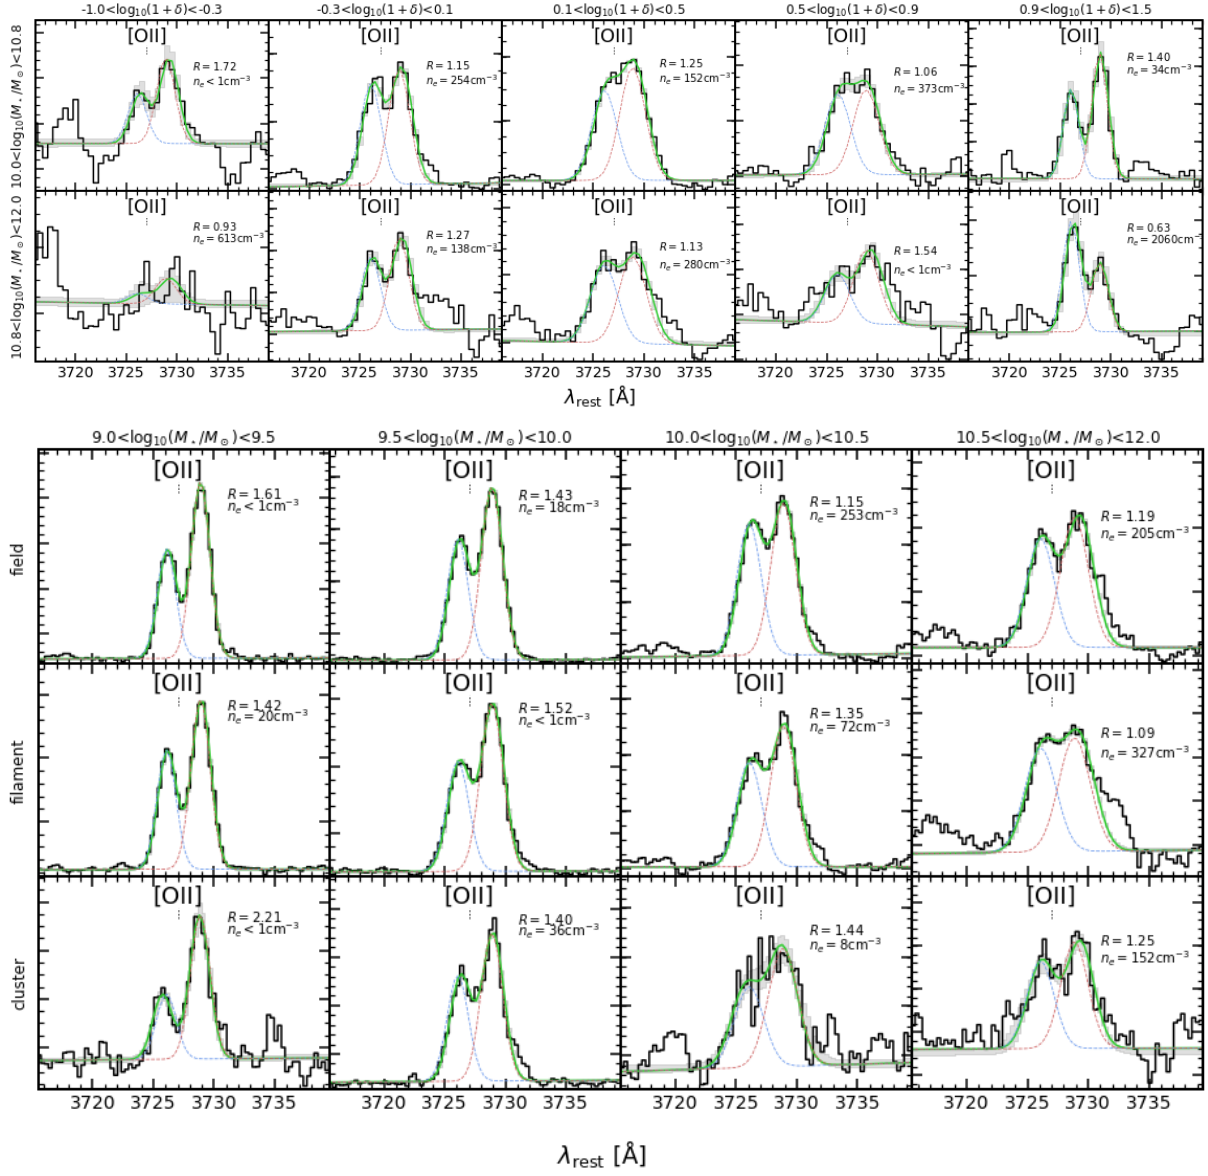 -1.0<log₁₀(1+δ)<-0.3
-0.3<log₁₀(1+δ)<0.1
0.1<log₁₀(1+δ)<0.5
0.5<log₁₀(1+δ)<0.9
0.9<log₁₀(1+δ)<1.5
10.0<log₁₀(M⋆/M⊙)<10.8
[OII]
R = 1.72
nₑ < 1cm⁻³
[OII]
R = 1.15
nₑ = 254cm⁻³
[OII]
R = 1.25
nₑ = 152cm⁻³
[OII]
R = 1.06
nₑ = 373cm⁻³
[OII]
R = 1.40
nₑ = 34cm⁻³
10.8<log₁₀(M⋆/M⊙)<12.0
[OII]
R = 0.93
nₑ = 613cm⁻³
[OII]
R = 1.27
nₑ = 138cm⁻³
[OII]
R = 1.13
nₑ = 280cm⁻³
[OII]
R = 1.54
nₑ < 1cm⁻³
[OII]
R = 0.63
nₑ = 2060cm⁻³
3720 3725 3730 3735 3720 3725 3730 3735 3720 3725 3730 3735 3720 3725 3730 3735 3720 3725 3730 3735
λrest [Å]
9.0<log₁₀(M⋆/M⊙)<9.5
9.5<log₁₀(M⋆/M⊙)<10.0
10.0<log₁₀(M⋆/M⊙)<10.5
10.5<log₁₀(M⋆/M⊙)<12.0
field
[OII]
R = 1.61
nₑ < 1cm⁻³
[OII]
R = 1.43
nₑ = 18cm⁻³
[OII]
R = 1.15
nₑ = 253cm⁻³
[OII]
R = 1.19
nₑ = 205cm⁻³
filament
[OII]
R = 1.42
nₑ = 20cm⁻³
[OII]
R = 1.52
nₑ < 1cm⁻³
[OII]
R = 1.35
nₑ = 72cm⁻³
[OII]
R = 1.09
nₑ = 327cm⁻³
cluster
[OII]
R = 2.21
nₑ < 1cm⁻³
[OII]
R = 1.40
nₑ = 36cm⁻³
[OII]
R = 1.44
nₑ = 8cm⁻³
[OII]
R = 1.25
nₑ = 152cm⁻³
3720 3725 3730 3735 3720 3725 3730 3735 3720 3725 3730 3735 3720 3725 3730 3735
λrest [Å]